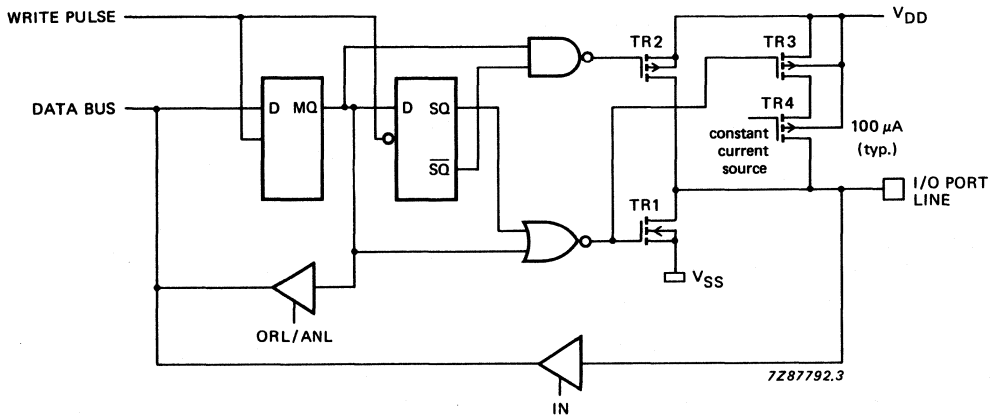 WRITE PULSE
V_DD
TR2
TR3
DATA BUS
D MQ
D SQ
S̅Q̅
TR4
constant
current
source
100 µA
(typ.)
I/O PORT
LINE
TR1
V_SS
ORL/ANL
7Z87792.3
IN